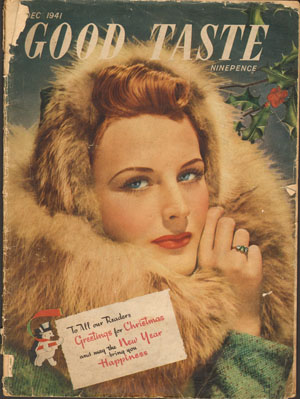 DEC 1941
GOOD TASTE
NINEPENCE
To All our Readers
Greetings for Christmas
and may the New Year
bring you
Happiness